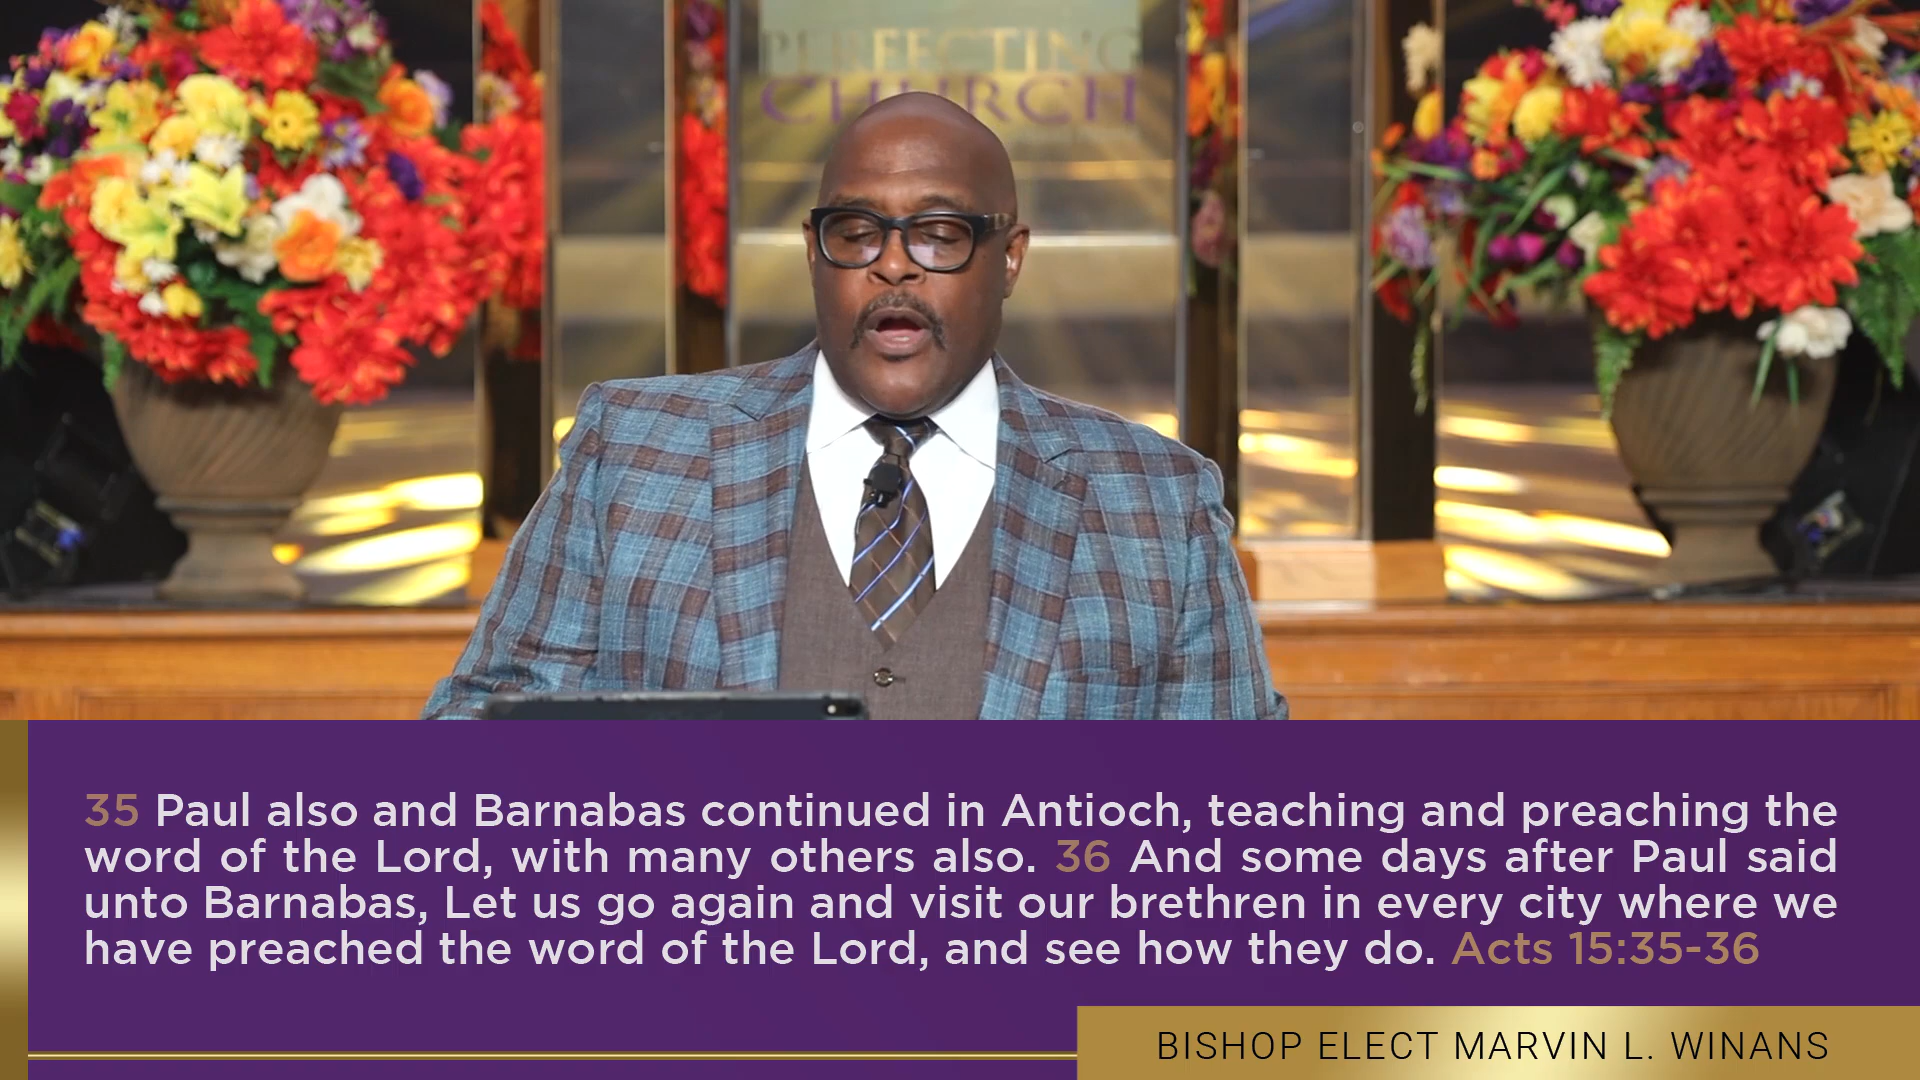 PERFECTING
CHURCH
35 Paul also and Barnabas continued in Antioch, teaching and preaching the
word of the Lord, with many others also. 36 And some days after Paul said
unto Barnabas, Let us go again and visit our brethren in every city where we
have preached the word of the Lord, and see how they do. Acts 15:35-36
BISHOP ELECT MARVIN L. WINANS